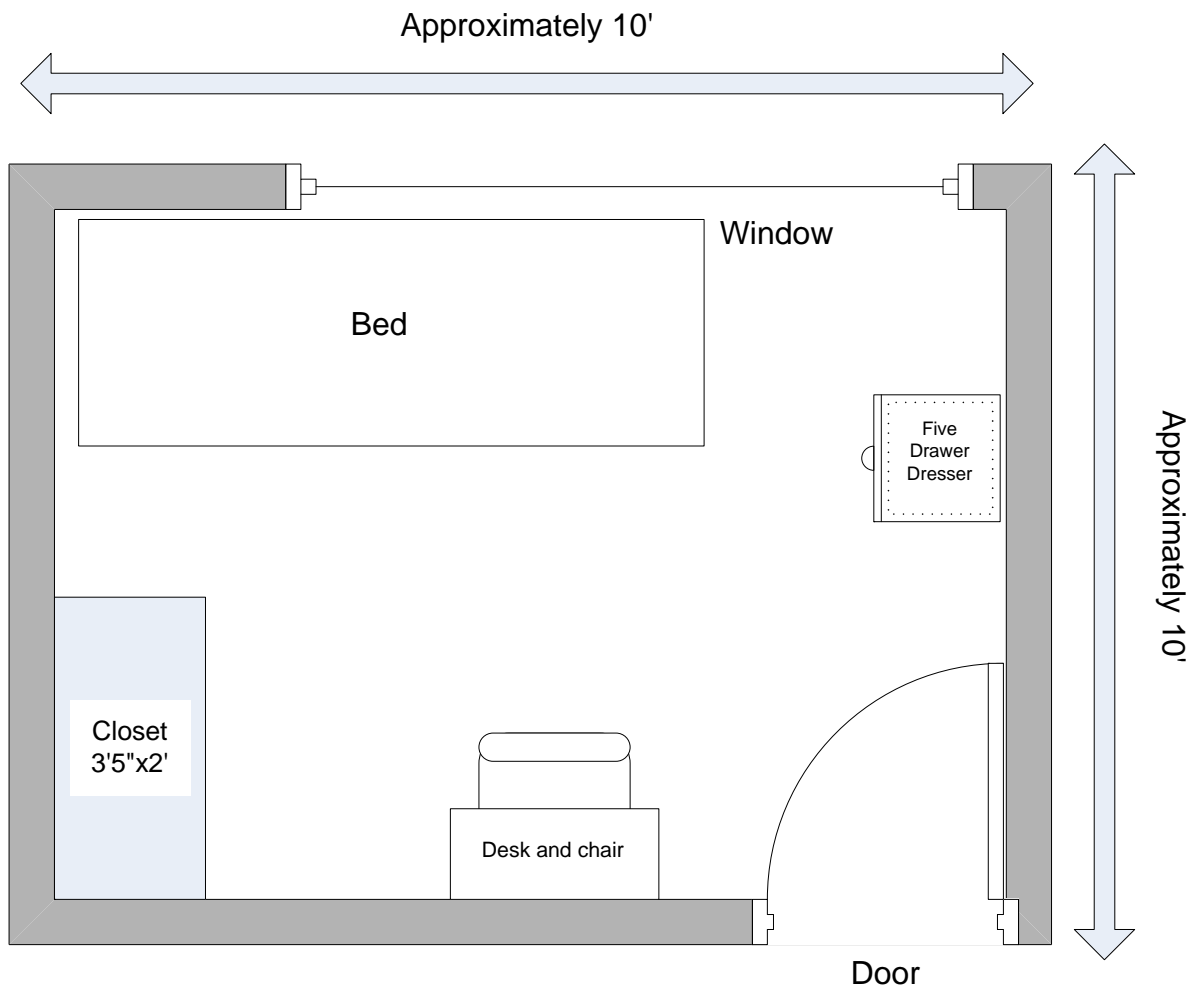 Approximately 10'
Window
Bed
Five
Drawer
Dresser
Approximately 10'
Closet
3'5"x2'
Desk and chair
Door